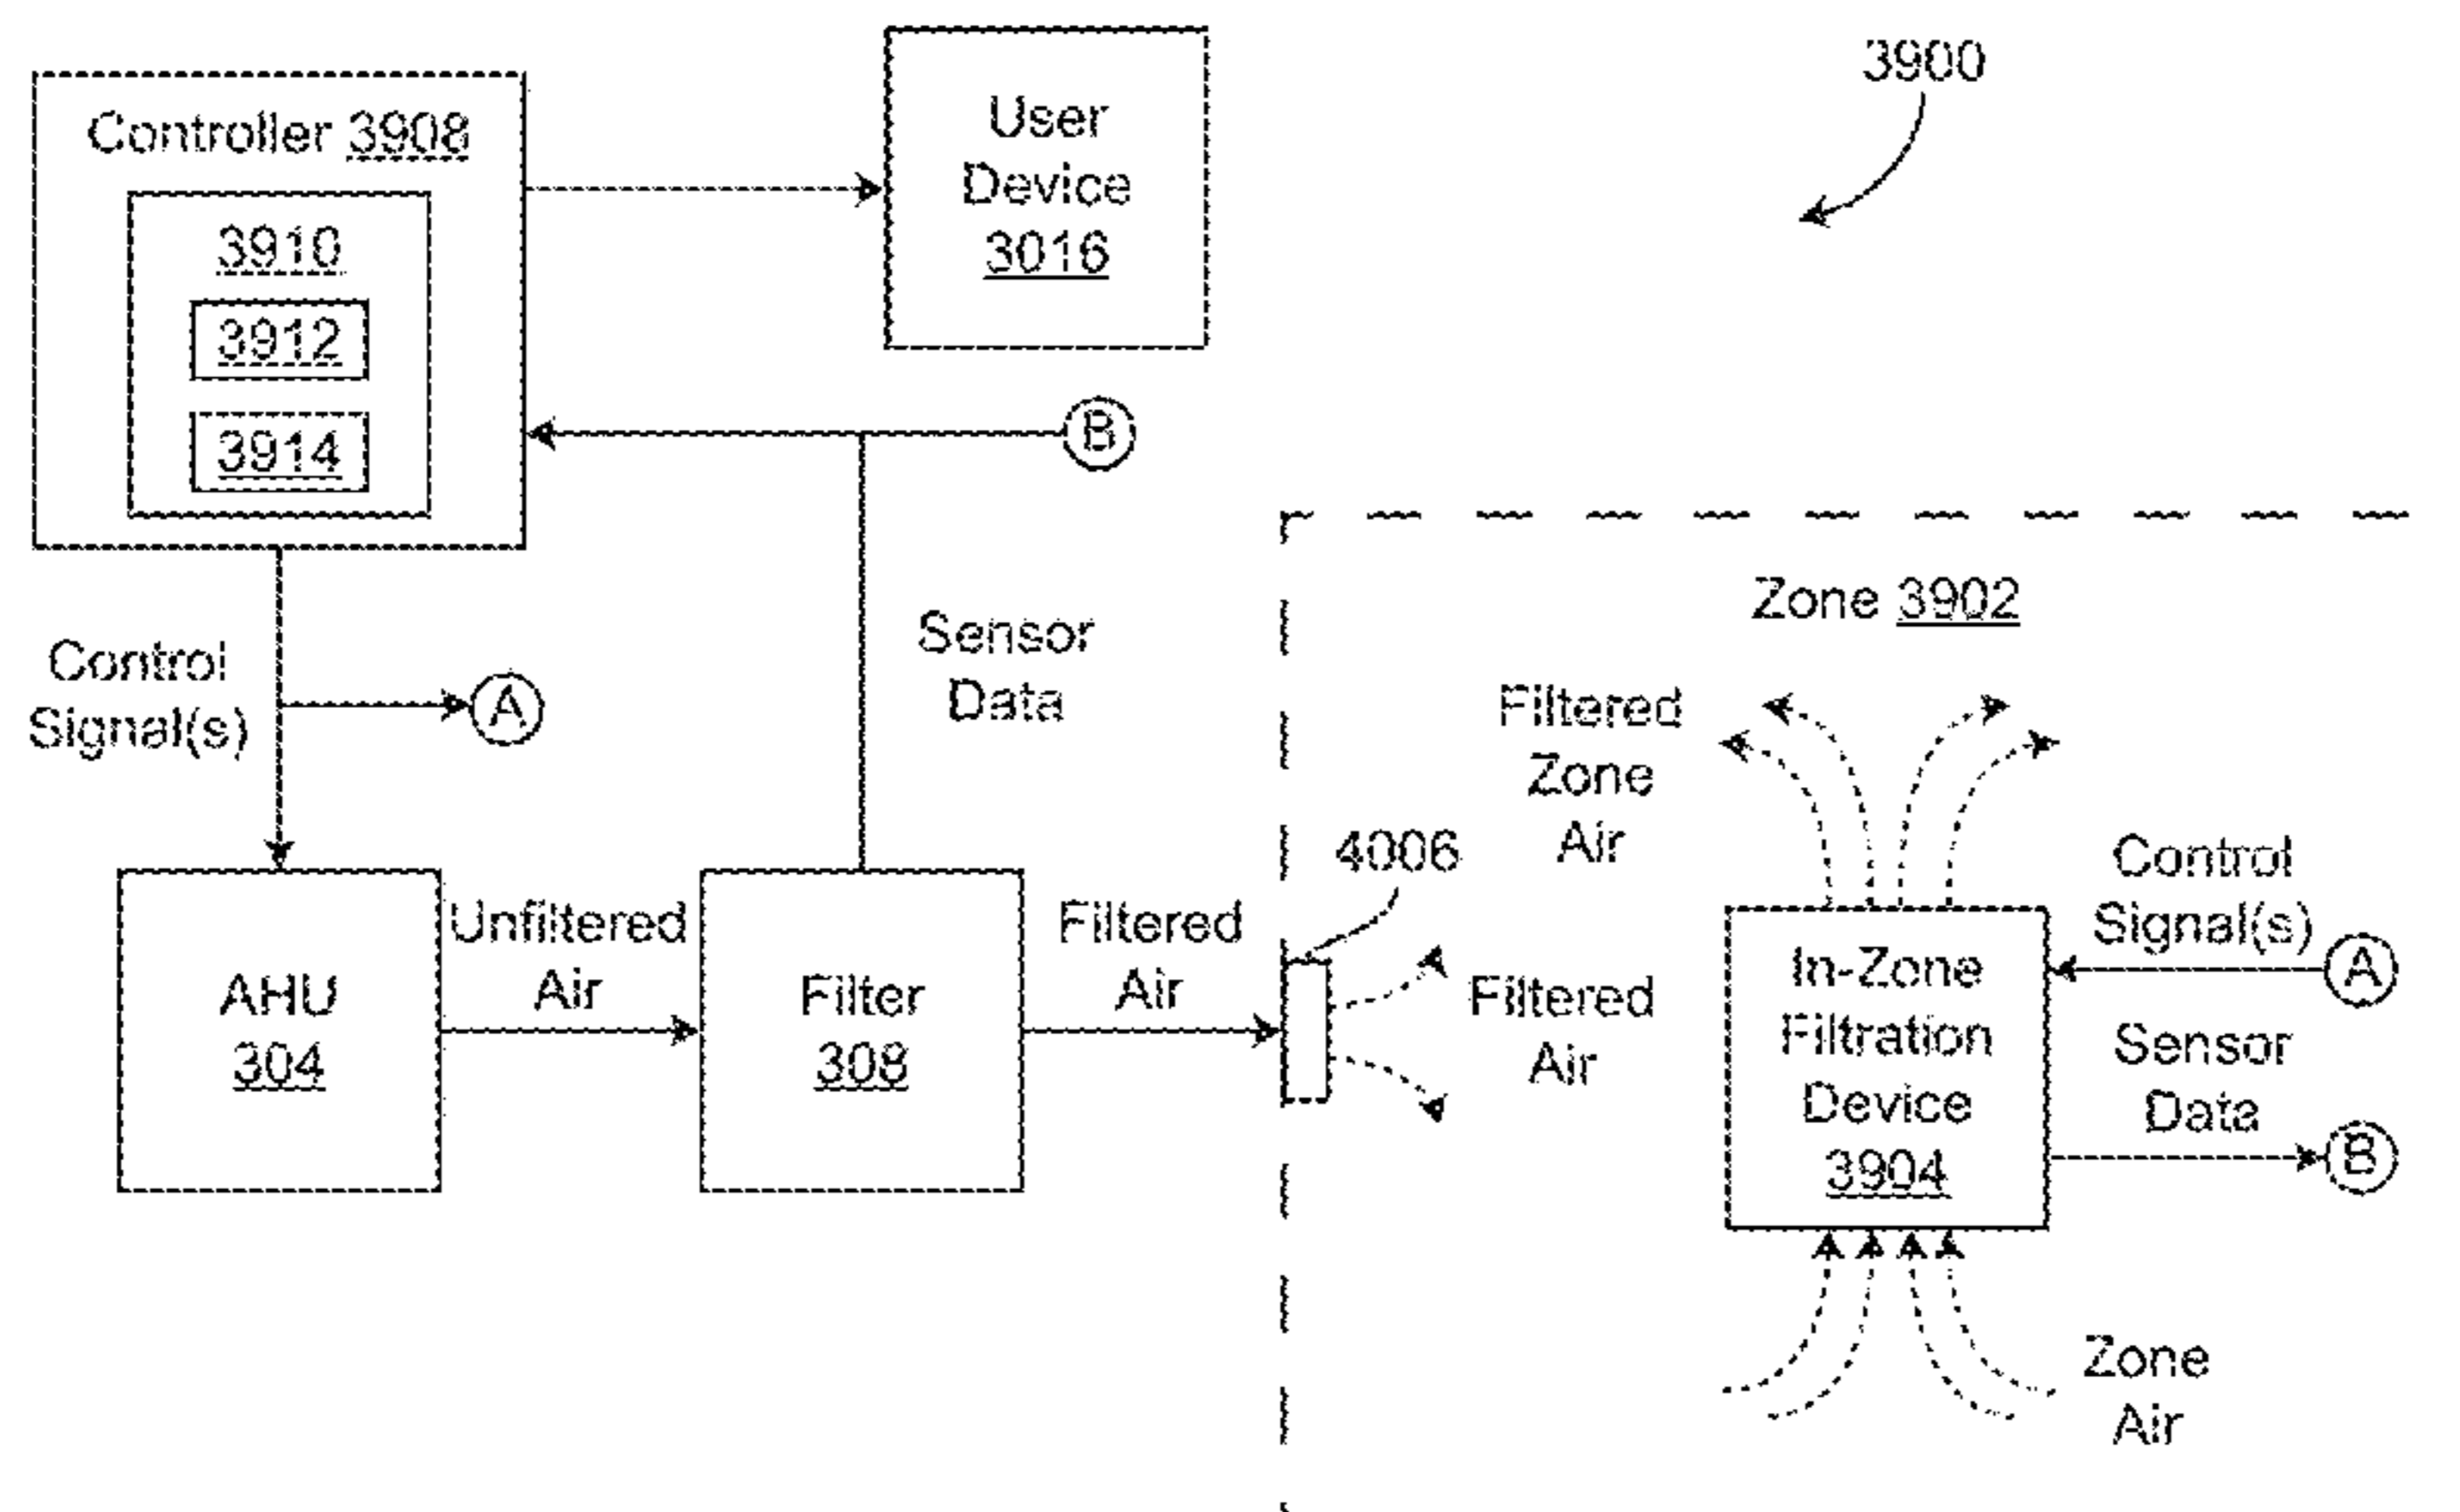 3900
Controller 3908
3910
3912
3914
User
Device
3016
B
Control
Signal(s)
A
Sensor
Data
AHU
304
Unfiltered
Air
Filter
308
Filtered
Air
4006
Filtered
Air
Zone 3902
Filtered
Zone
Air
In-Zone
Filtration
Device
3904
Control
Signal(s)
A
Sensor
Data
B
Zone
Air